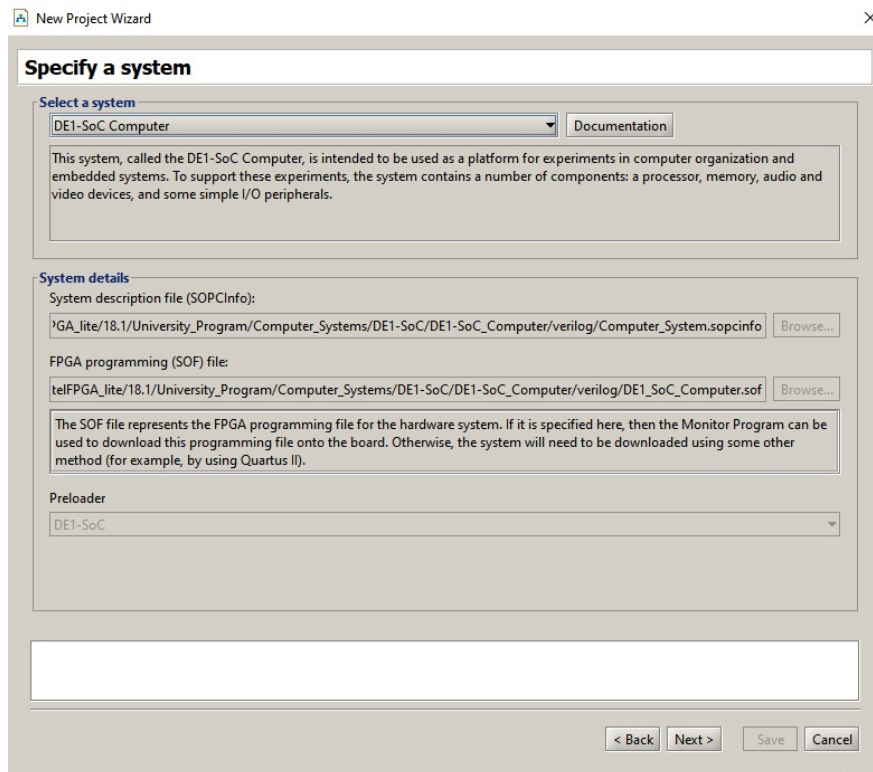 New Project Wizard
Specify a system
Select a system
DE1-SoC Computer
Documentation
This system, called the DE1-SoC Computer, is intended to be used as a platform for experiments in computer organization and
embedded systems. To support these experiments, the system contains a number of components: a processor, memory, audio and
video devices, and some simple I/O peripherals.
System details
System description file (SOPCInfo):
GA_lite/18.1/University_Program/Computer_Systems/DE1-SoC/DE1-SoC_Computer/verilog/Computer_System.sopcinfo
Browse...
FPGA programming (SOF) file:
telFPGA_lite/18.1/University_Program/Computer_Systems/DE1-SoC/DE1-SoC_Computer/verilog/DE1_SoC_Computer.sof
Browse...
The SOF file represents the FPGA programming file for the hardware system. If it is specified here, then the Monitor Program can be
used to download this programming file onto the board. Otherwise, the system will need to be downloaded using some other
method (for example, by using Quartus II).
Preloader
DE1-SoC
< Back
Next >
Save
Cancel